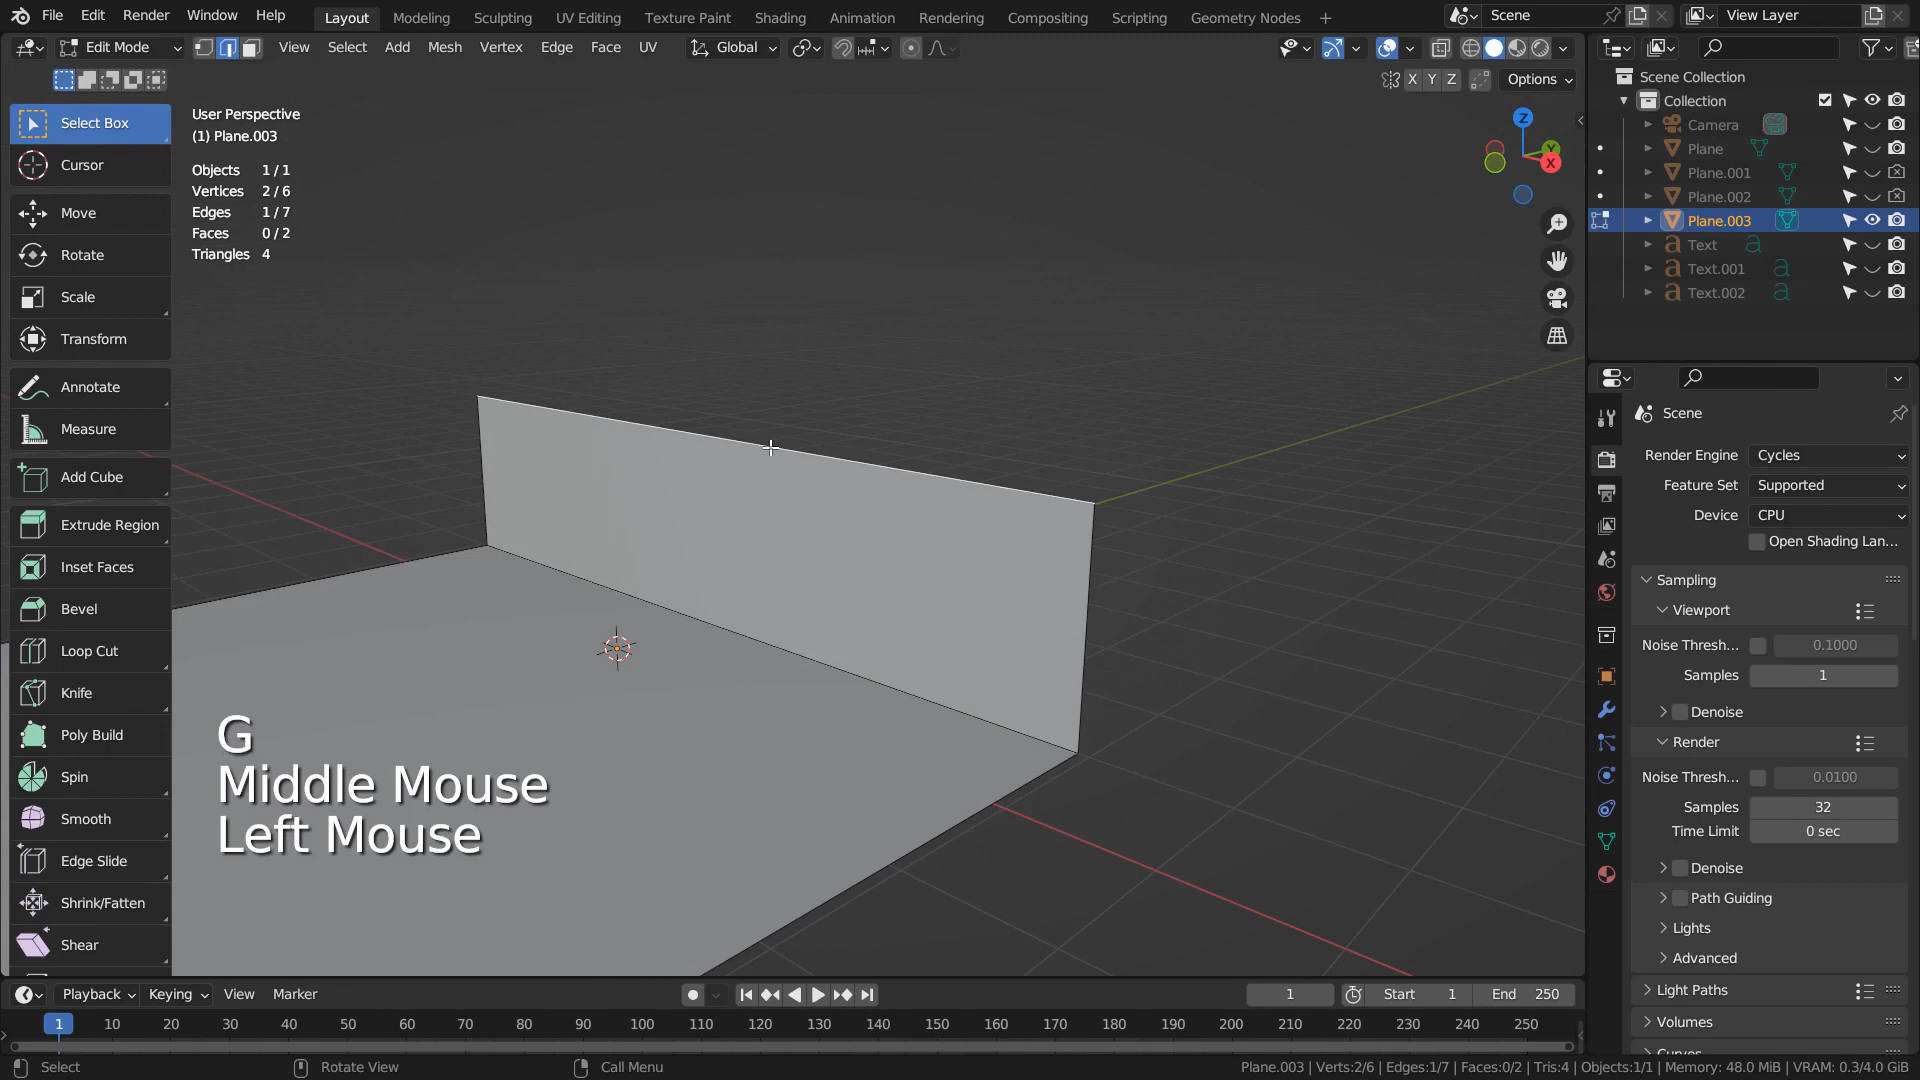 File Edit Render Window Help Layout Modeling Sculpting UV Editing Texture Paint Shading Animation Rendering Compositing Scripting Geometry Nodes + Scene View Layer
Edit Mode View Select Add Mesh Vertex Edge Face UV Global
X Y Z Options
Select Box
Cursor
Move
Rotate
Scale
Transform
Annotate
Measure
Add Cube
Extrude Region
Inset Faces
Bevel
Loop Cut
Knife
Poly Build
Spin
Smooth
Edge Slide
Shrink/Fatten
Shear
User Perspective
(1) Plane.003
Objects 1 / 1
Vertices 2 / 6
Edges 1 / 7
Faces 0 / 2
Triangles 4
Z
Y
X
G
Middle Mouse
Left Mouse
Scene Collection
Collection
Camera
Plane
Plane.001
Plane.002
Plane.003
Text
Text.001
Text.002
Scene
Render Engine Cycles
Feature Set Supported
Device CPU
Open Shading Lan...
Sampling
Viewport
Noise Thresh... 0.1000
Samples 1
Denoise
Render
Noise Thresh... 0.0100
Samples 32
Time Limit 0 sec
Denoise
Path Guiding
Lights
Advanced
Light Paths
Volumes
Playback Keying View Marker 1 Start 1 End 250
1 10 20 30 40 50 60 70 80 90 100 110 120 130 140 150 160 170 180 190 200 210 220 230 240 250
Select Rotate View Call Menu Plane.003 | Verts:2/6 | Edges:1/7 | Faces:0/2 | Tris:4 | Objects:1/1 | Memory: 48.0 MiB | VRAM: 0.3/4.0 GiB